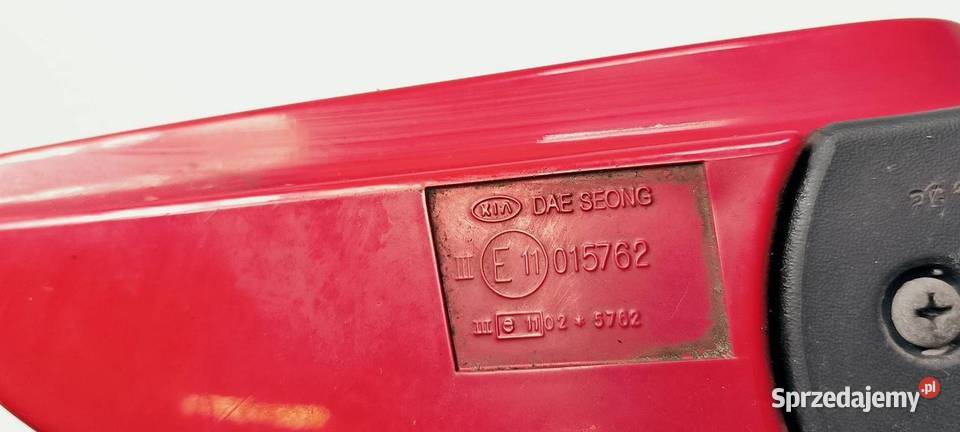 KIA DAE SEONG
III E 11 015762
III e 11 02 * 5762
Sprzedajemy.pl